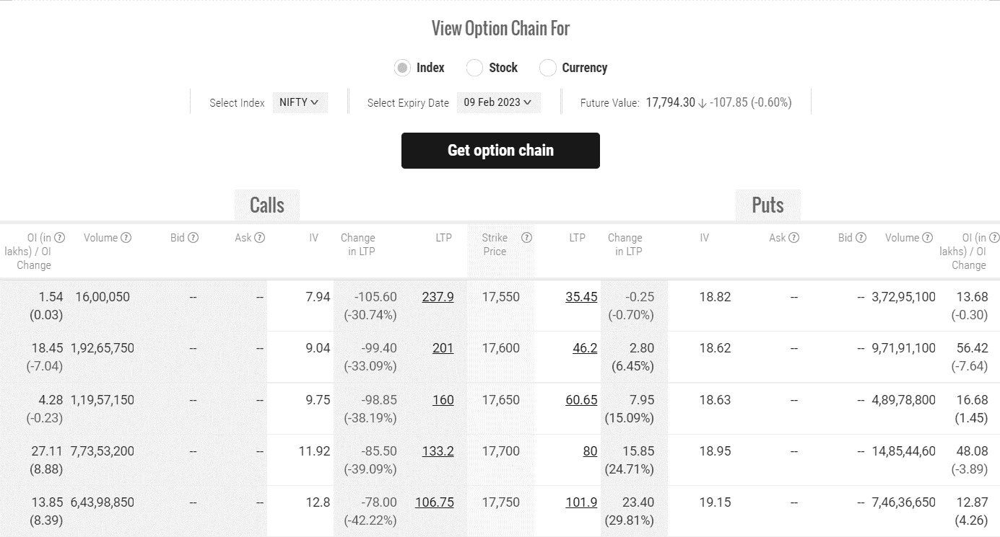 View Option Chain For
Index Stock Currency
Select Index NIFTY Select Expiry Date 09 Feb 2023 Future Value: 17,794.30 ↓ -107.85 (-0.60%)
Get option chain
Calls Puts
OI (in Volume Bid Ask IV Change LTP Strike LTP Change IV Ask Bid Volume OI (in
lakhs) / OI in LTP Price in LTP lakhs) / OI
Change Change
1.54 16,00,050 -- -- 7.94 -105.60 237.9 17,550 35.45 -0.25 18.82 -- -- 3,72,95,100 13.68
(0.03) (-30.74%) (-0.70%) (-0.30)
18.45 1,92,65,750 -- -- 9.04 -99.40 201 17,600 46.2 2.80 18.62 -- -- 9,71,91,100 56.42
(-7.04) (-33.09%) (6.45%) (-7.64)
4.28 1,19,57,150 -- -- 9.75 -98.85 160 17,650 60.65 7.95 18.63 -- -- 4,89,78,800 16.68
(-0.23) (-38.19%) (15.09%) (1.45)
27.11 7,73,53,200 -- -- 11.92 -85.50 133.2 17,700 80 15.85 18.95 -- -- 14,85,44,60 48.08
(8.88) (-39.09%) (24.71%) (-3.89)
13.85 6,43,98,850 -- -- 12.8 -78.00 106.75 17,750 101.9 23.40 19.15 -- -- 7,46,36,650 12.87
(8.39) (-42.22%) (29.81%) (4.26)